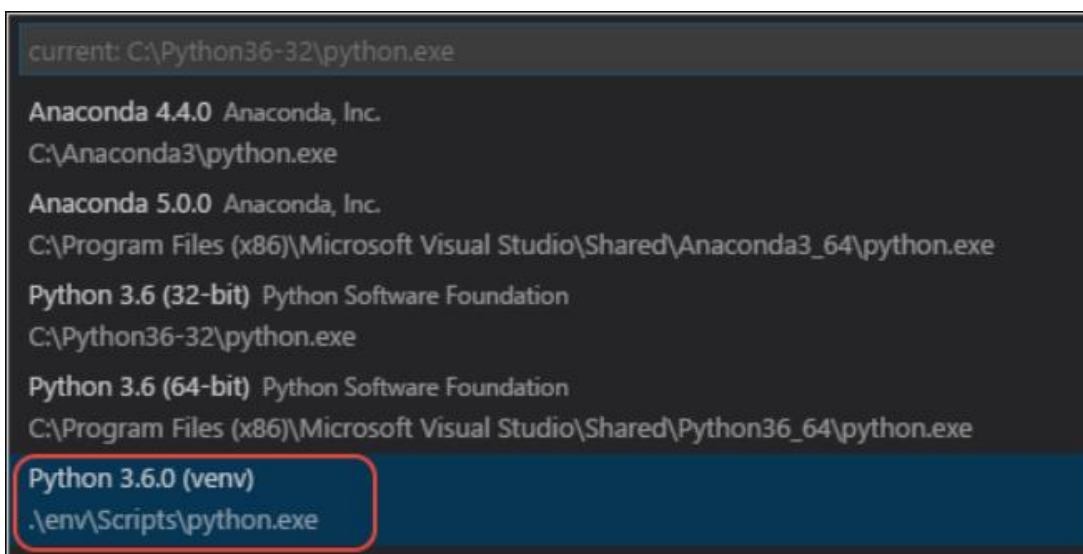 current: C:\Python36-32\python.exe
Anaconda 4.4.0 Anaconda, Inc.
C:\Anaconda3\python.exe
Anaconda 5.0.0 Anaconda, Inc.
C:\Program Files (x86)\Microsoft Visual Studio\Shared\Anaconda3_64\python.exe
Python 3.6 (32-bit) Python Software Foundation
C:\Python36-32\python.exe
Python 3.6 (64-bit) Python Software Foundation
C:\Program Files (x86)\Microsoft Visual Studio\Shared\Python36_64\python.exe
Python 3.6.0 (venv)
.\env\Scripts\python.exe